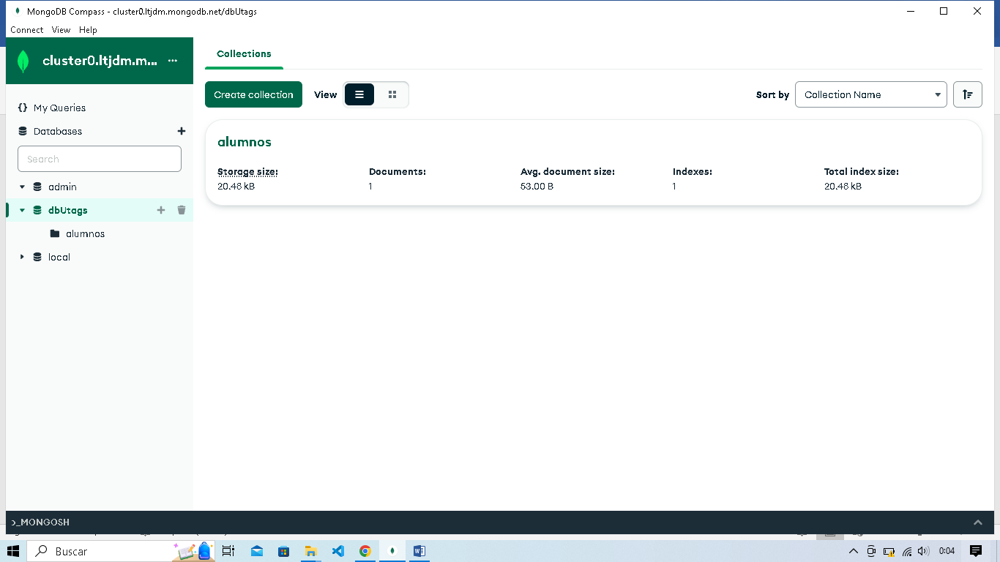 MongoDB Compass - cluster0.ltjdm.mongodb.net/dbUtags
Connect View Help
cluster0.ltjdm.m... ...
Collections
Create collection View Sort by Collection Name
{} My Queries
Databases
Search
admin
dbUtags
alumnos
local
alumnos
Storage size: Documents: Avg. document size: Indexes: Total index size:
20.48 kB 1 53.00 B 1 20.48 kB
>_MONGOSH
Buscar 0:04